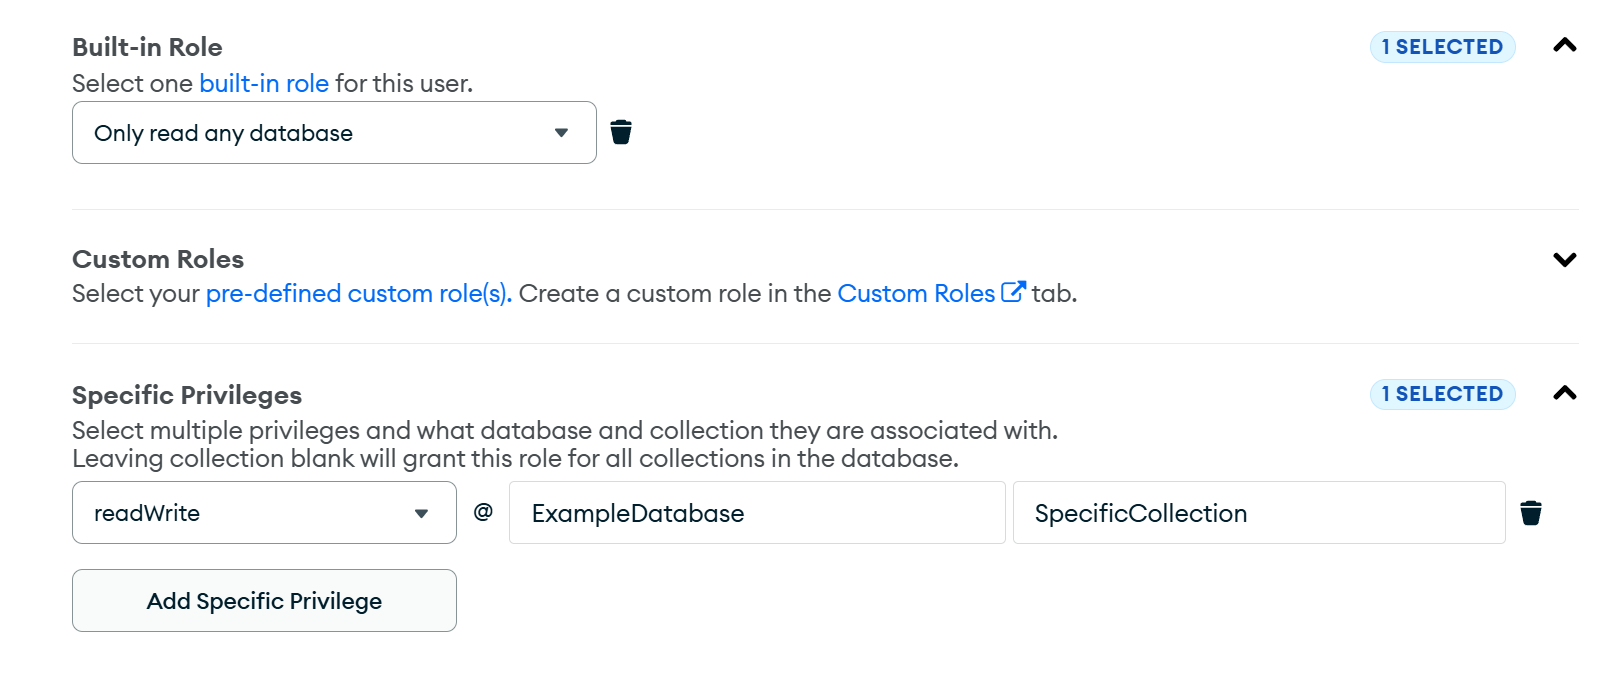 Built-in Role
1 SELECTED
Select one built-in role for this user.
Only read any database
Custom Roles
Select your pre-defined custom role(s). Create a custom role in the Custom Roles tab.
Specific Privileges
1 SELECTED
Select multiple privileges and what database and collection they are associated with.
Leaving collection blank will grant this role for all collections in the database.
readWrite @ ExampleDatabase SpecificCollection
Add Specific Privilege